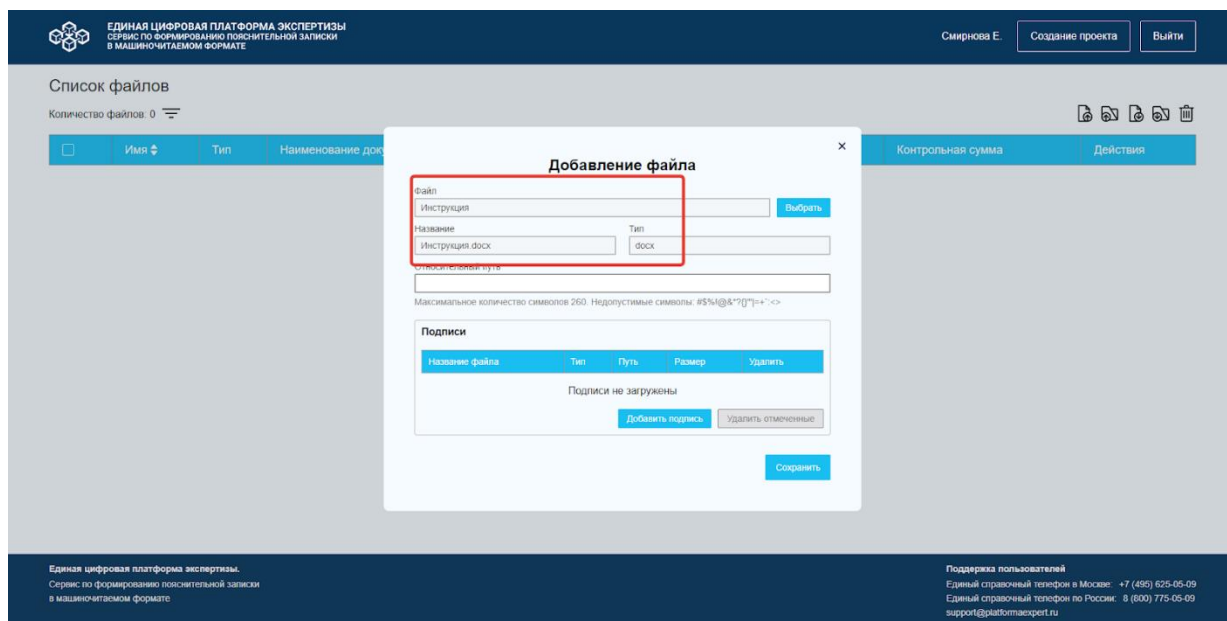 ЕДИНАЯ ЦИФРОВАЯ ПЛАТФОРМА ЭКСПЕРТИЗЫ
СЕРВИС ПО ФОРМИРОВАНИЮ ПОЯСНИТЕЛЬНОЙ ЗАПИСКИ
В МАШИНОЧИТАЕМОМ ФОРМАТЕ
Смирнова Е.
Создание проекта
Выйти
Список файлов
Количество файлов: 0
Имя Тип Наименование доку
Контрольная сумма Действия
Добавление файла
Файл
Инструкция Выбрать
Название Тип
Инструкция.docx docx
Относительный путь
Максимальное количество символов 260. Недопустимые символы:
Подписи
Название файла Тип Путь Размер Удалить
Подписи не загружены
Добавить подпись Удалить отмеченные
Сохранить
Единая цифровая платформа экспертизы.
Сервис по формированию пояснительной записки
в машиночитаемом формате
Поддержка пользователей
Единый справочный телефон в Москве: +7 (495) 625-05-09
Единый справочный телефон по России: 8 (800) 775-05-09
support@platformaexpert.ru